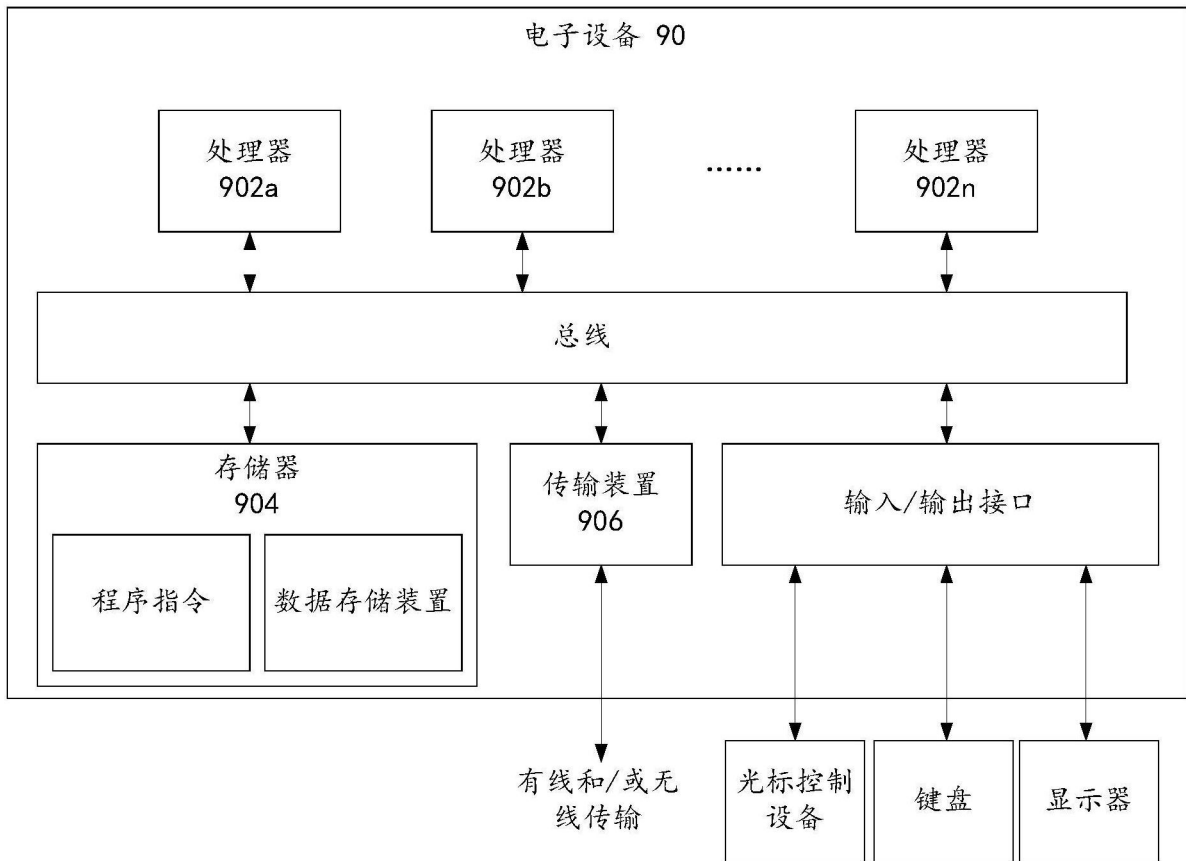 电子设备 90
处理器
902a
处理器
902b
……
处理器
902n
总线
存储器
904
程序指令
数据存储装置
传输装置
906
输入/输出接口
有线和/或无
线传输
光标控制
设备
键盘
显示器